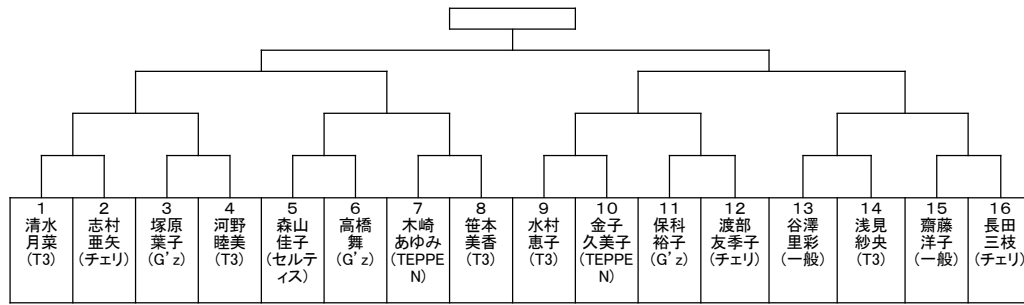 1 2 3 4 5 6 7 8 9 10 11 12 13 14 15 16
清水 志村 塚原 河野 森山 高橋 木崎 笹本 水村 金子 保科 渡部 谷澤 浅見 齋藤 長田
月菜 亜矢 葉子 睦美 佳子 舞 あゆみ 美香 恵子 久美子 裕子 友季子 里彩 紗央 洋子 三枝
(T3) (チェリ) (G'z) (T3) (セルテ (G'z) (TEPPE (T3) (T3) (TEPPE (G'z) (チェリ) (一般) (T3) (一般) (チェリ)
ィス) N) N)